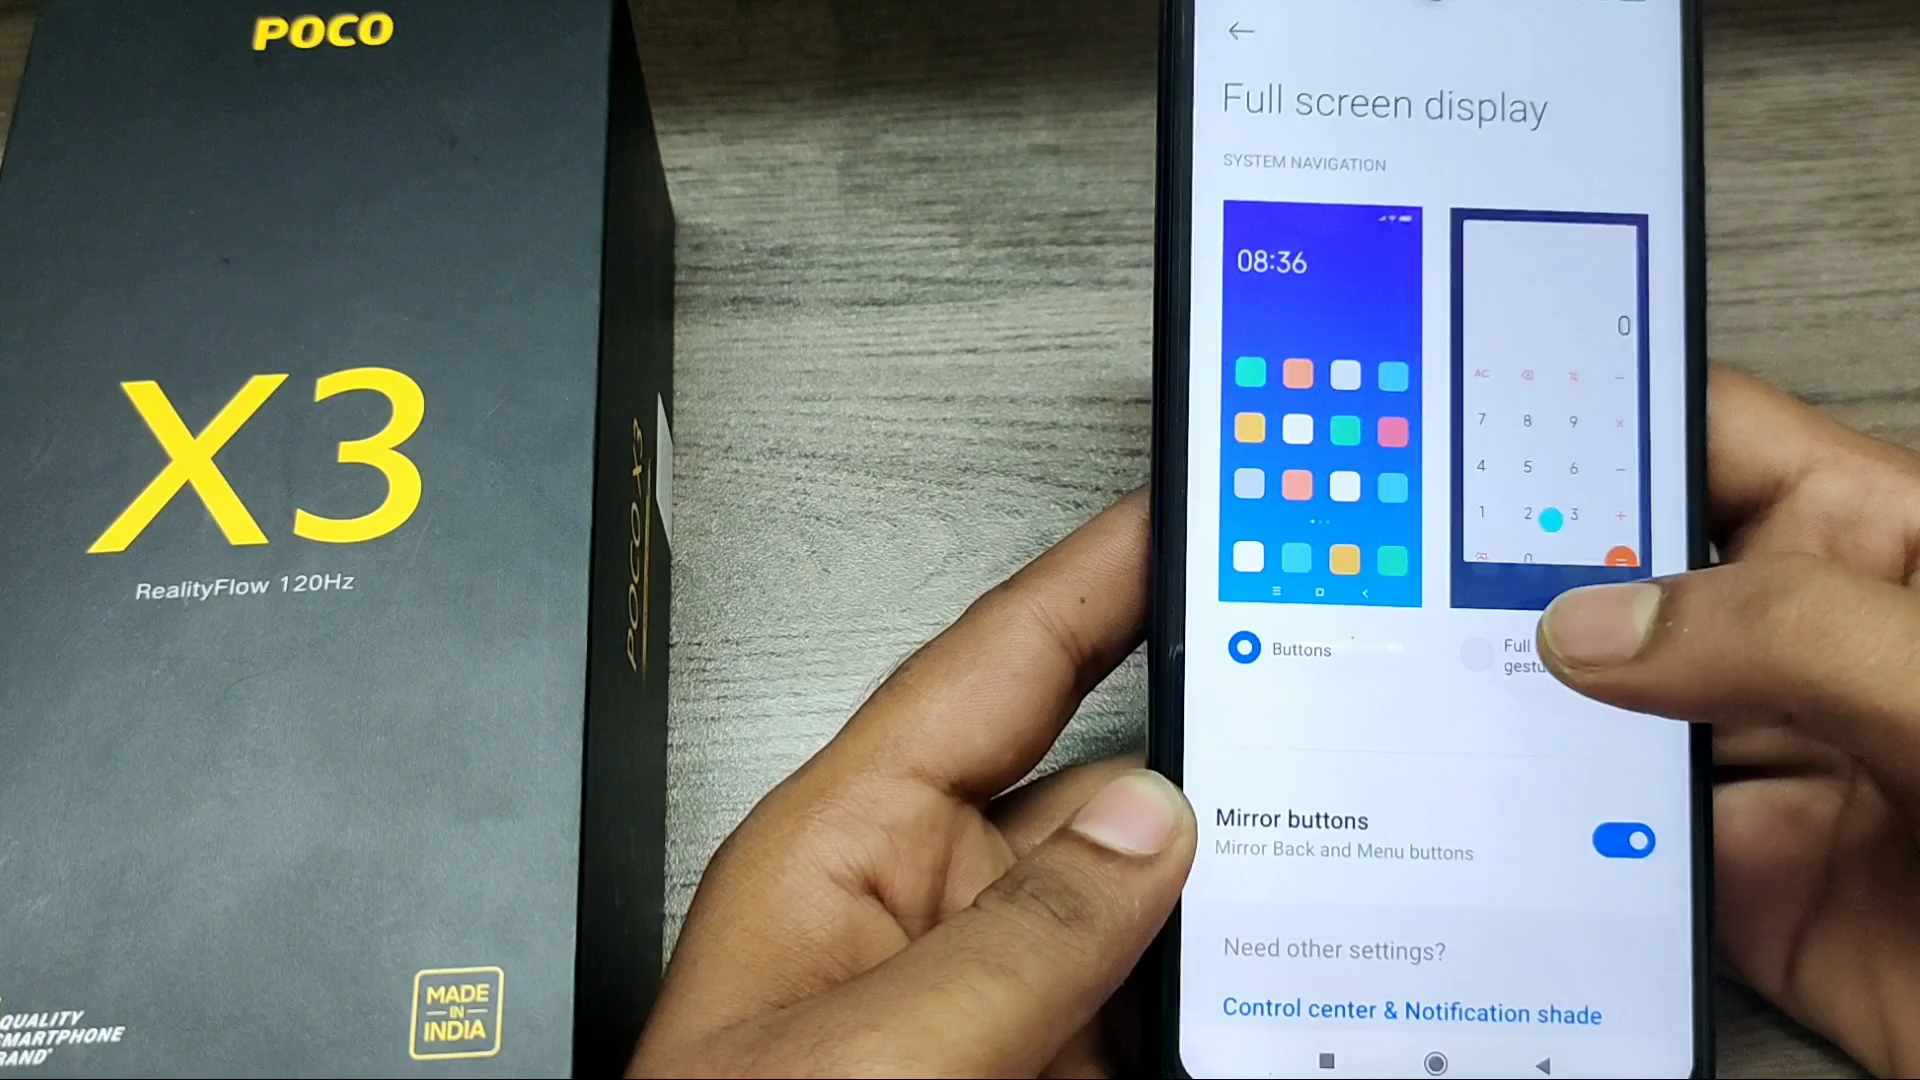 POCO
X3
RealityFlow 120Hz
QUALITY
MADE
IN
INDIA
POCO X3
Full screen display
SYSTEM NAVIGATION
08:36
0
AC %
7 8 9 ×
4 5 6 −
1 2 3 +
0 =
Buttons
Full
Mirror buttons
Mirror Back and Menu buttons
Need other settings?
Control center & Notification shade